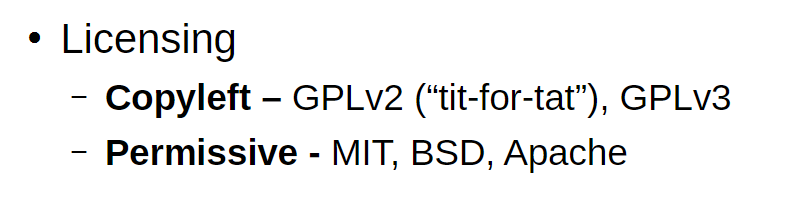 • Licensing
– Copyleft – GPLv2 (“tit-for-tat”), GPLv3
– Permissive - MIT, BSD, Apache